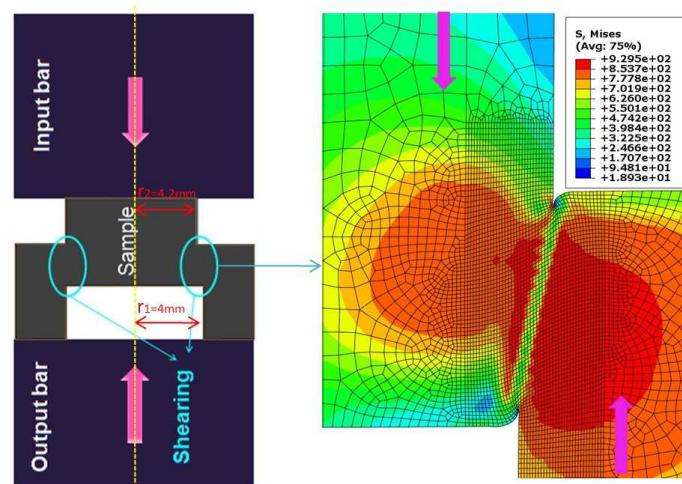 Input bar
r2=4.2mm
Sample
r1=4mm
Output bar
Shearing
S, Mises
(Avg: 75%)
+9.295e+02
+8.537e+02
+7.778e+02
+7.019e+02
+6.260e+02
+5.501e+02
+4.742e+02
+3.984e+02
+3.225e+02
+2.466e+02
+1.707e+02
+9.481e+01
+1.893e+01